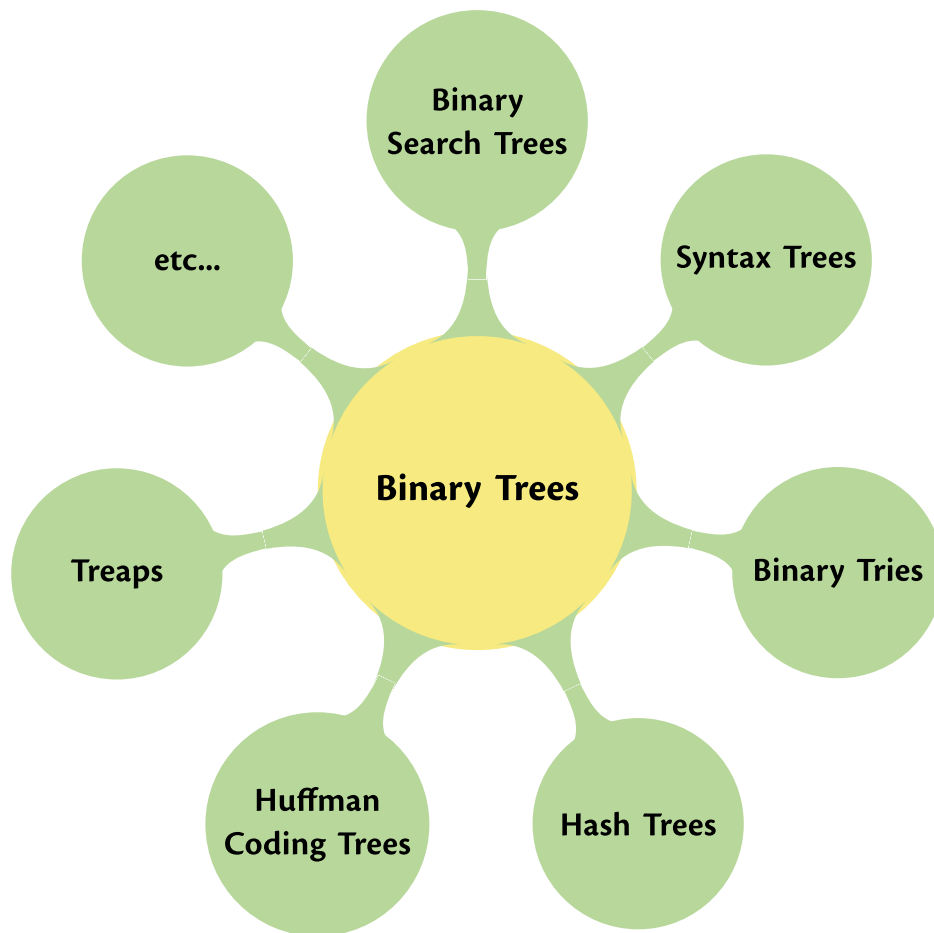 Binary
Search Trees
etc...
Syntax Trees
Binary Trees
Treaps
Binary Tries
Huffman
Coding Trees
Hash Trees